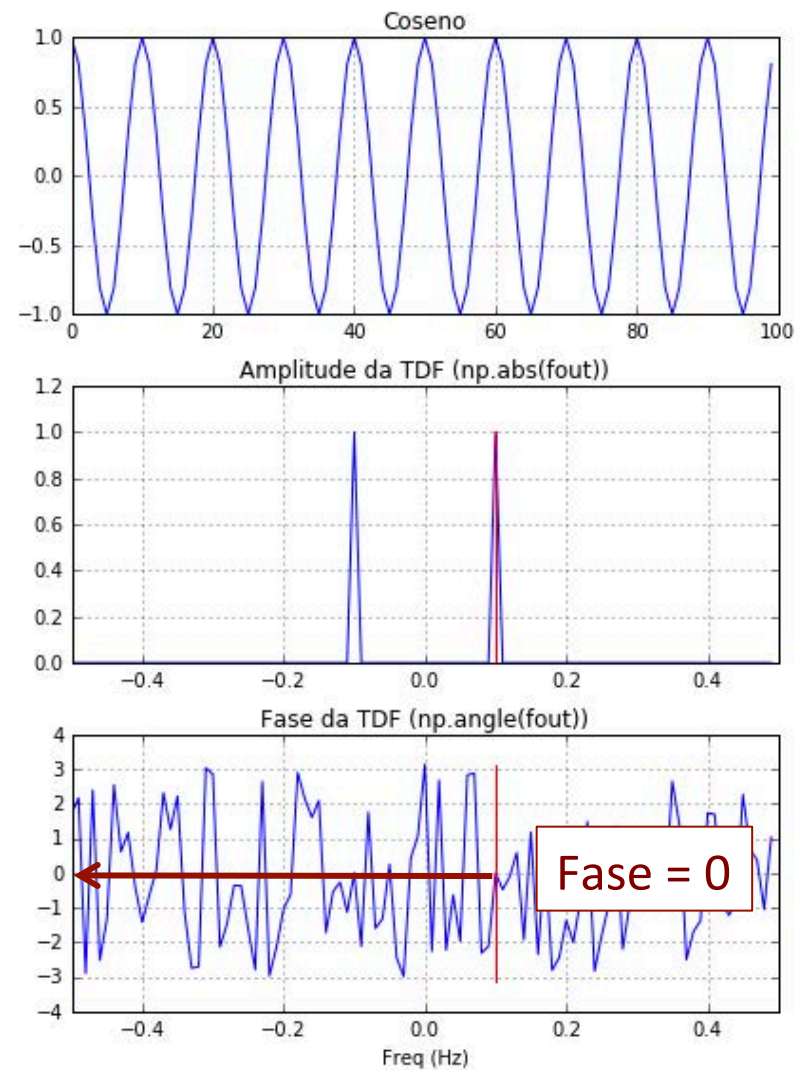 Coseno
1.0
0.5
0.0
−0.5
−1.0
0 20 40 60 80 100
Amplitude da TDF (np.abs(fout))
1.2
1.0
0.8
0.6
0.4
0.2
0.0
−0.4 −0.2 0.0 0.2 0.4
Fase da TDF (np.angle(fout))
4
3
2
1
0
−1
−2
−3
−4
Fase = 0
−0.4 −0.2 0.0 0.2 0.4
Freq (Hz)